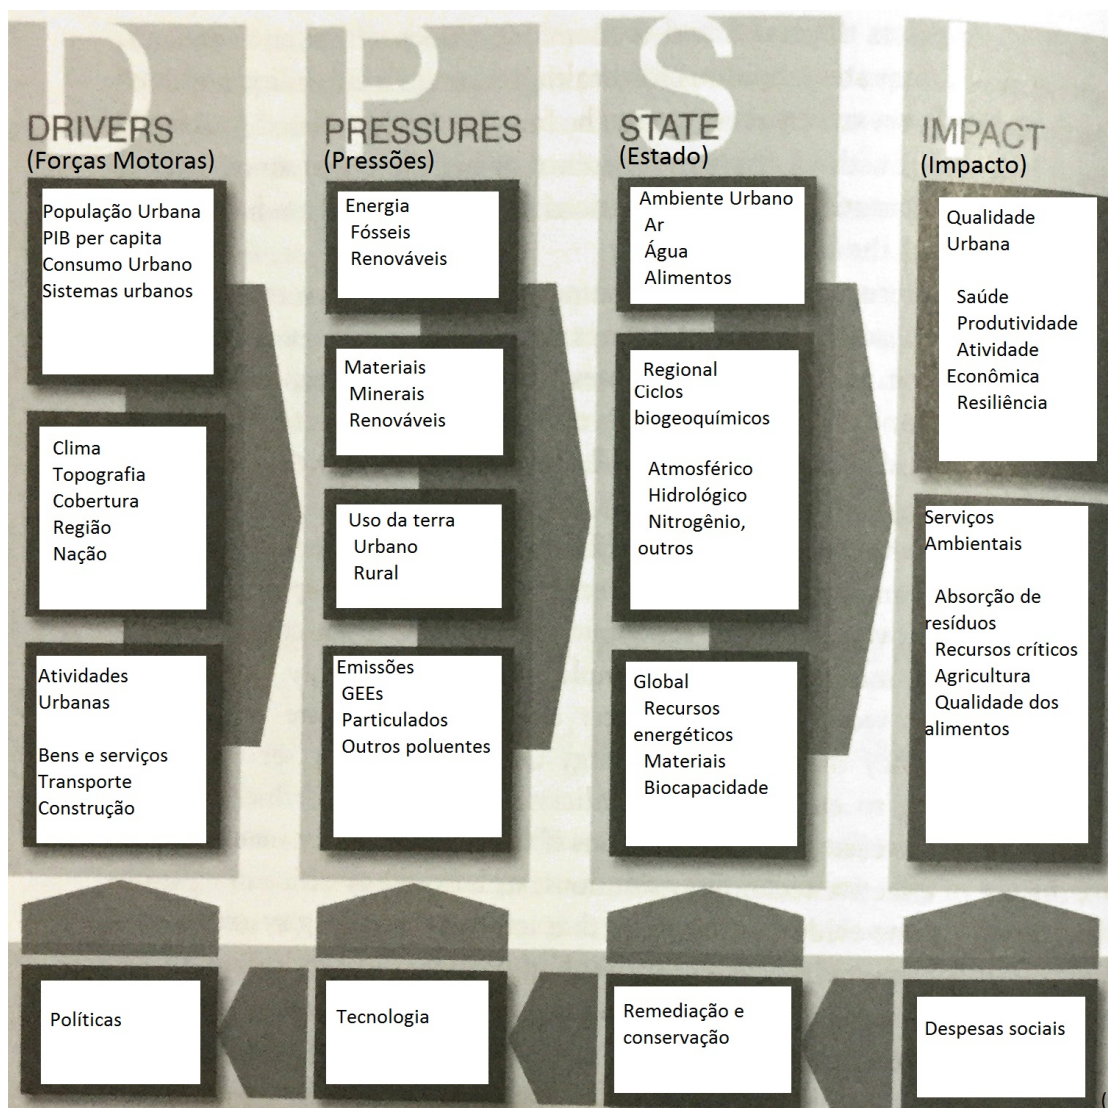 D
P
S
I
DRIVERS
(Forças Motoras)
PRESSURES
(Pressões)
STATE
(Estado)
IMPACT
(Impacto)
População Urbana
PIB per capita
Consumo Urbano
Sistemas urbanos
Clima
Topografia
Cobertura
Região
Nação
Atividades
Urbanas
Bens e serviços
Transporte
Construção
Energia
Fósseis
Renováveis
Materiais
Minerais
Renováveis
Uso da terra
Urbano
Rural
Emissões
GEEs
Particulados
Outros poluentes
Ambiente Urbano
Ar
Água
Alimentos
Regional
Ciclos
biogeoquímicos
Atmosférico
Hidrológico
Nitrogênio,
outros
Global
Recursos
energéticos
Materiais
Biocapacidade
Qualidade
Urbana
Saúde
Produtividade
Atividade
Econômica
Resiliência
Serviços
Ambientais
Absorção de
resíduos
Recursos críticos
Agricultura
Qualidade dos
alimentos
Políticas
Tecnologia
Remediação e
conservação
Despesas sociais
(